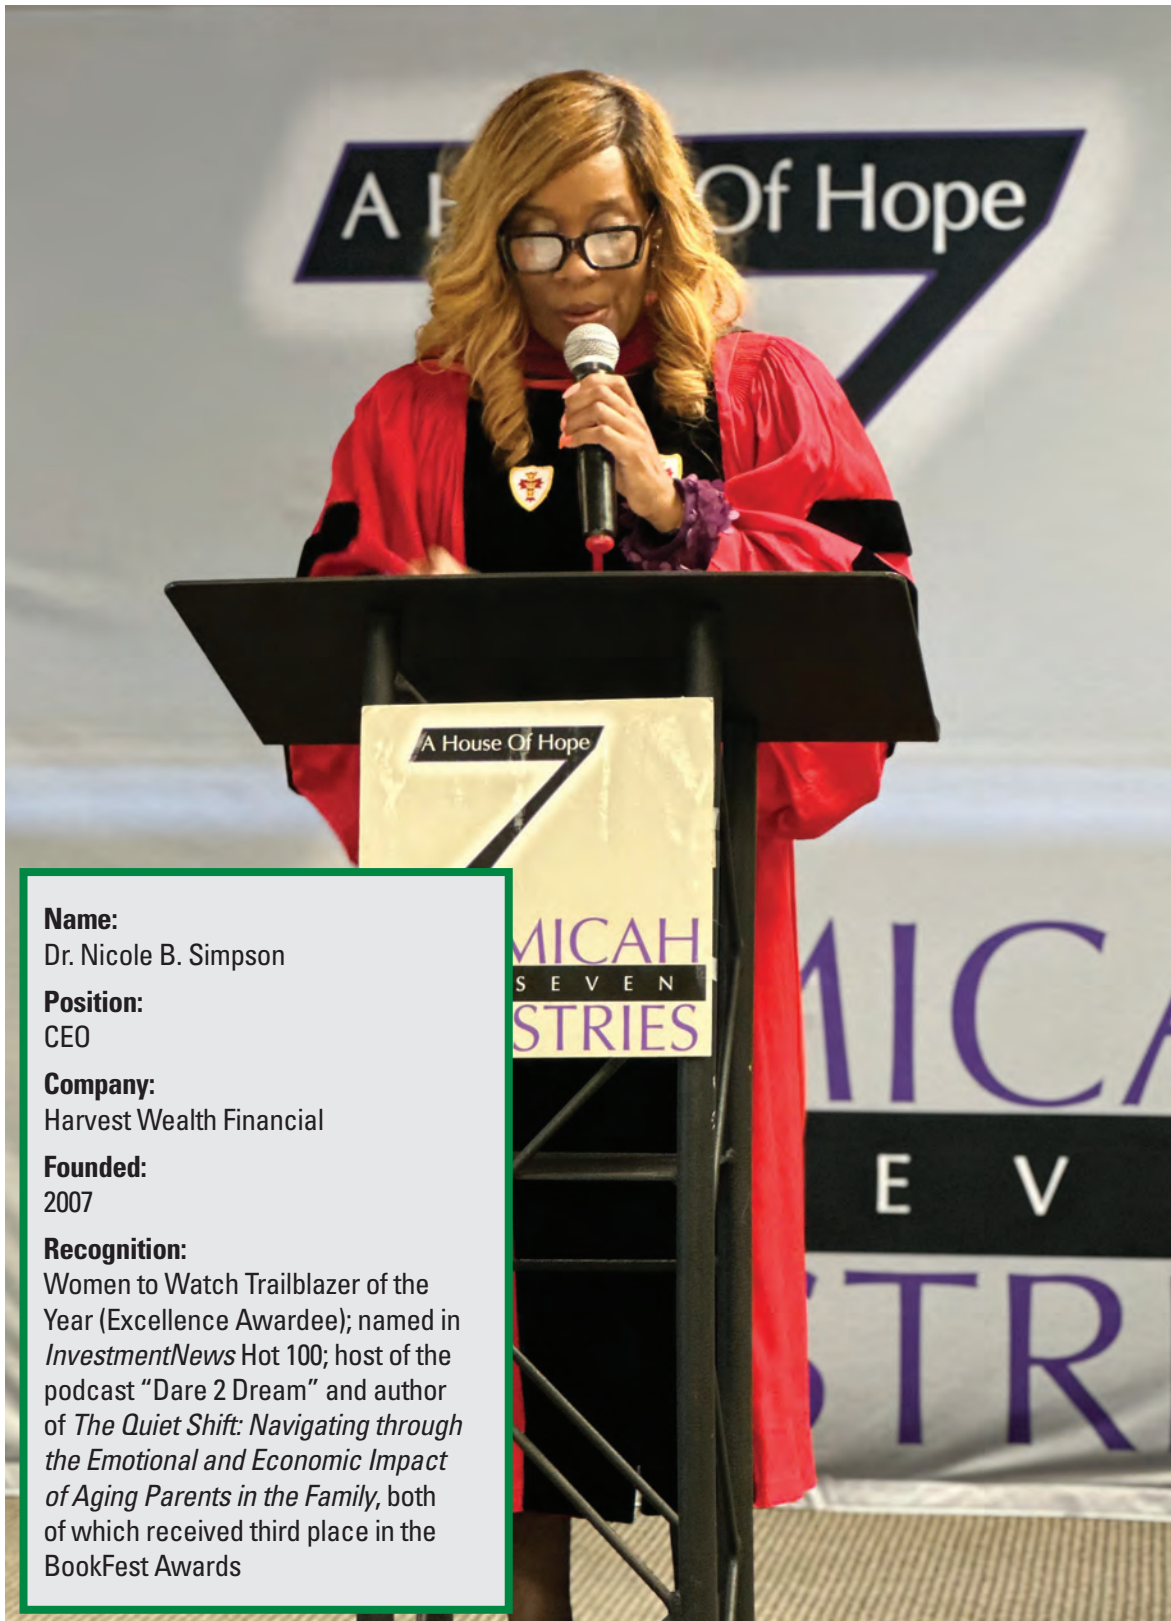 A Of Hope
A House Of Hope
MICAH
SEVEN
STRIES
MICA
E V
STRI
Name:
Dr. Nicole B. Simpson
Position:
CEO
Company:
Harvest Wealth Financial
Founded:
2007
Recognition:
Women to Watch Trailblazer of the
Year (Excellence Awardee); named in
InvestmentNews Hot 100; host of the
podcast “Dare 2 Dream” and author
of The Quiet Shift: Navigating through
the Emotional and Economic Impact
of Aging Parents in the Family, both
of which received third place in the
BookFest Awards